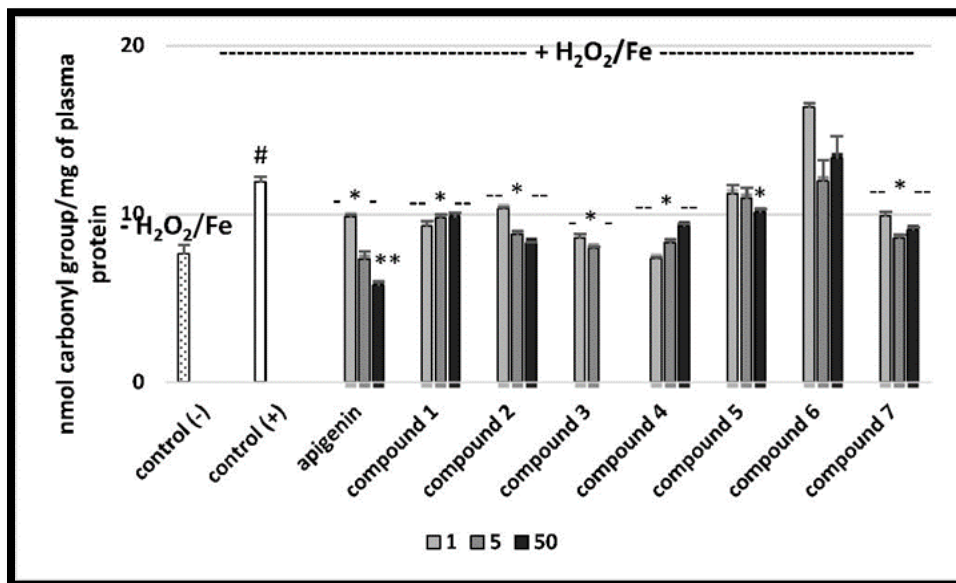 20
+ H₂O₂/Fe
#
- * -
-- * --
-- * --
- * -
-- * --
*
-- * --
10
- H₂O₂/Fe
**
0
nmol carbonyl group/mg of plasma
protein
control (-)
control (+)
apigenin
compound 1
compound 2
compound 3
compound 4
compound 5
compound 6
compound 7
1 5 50